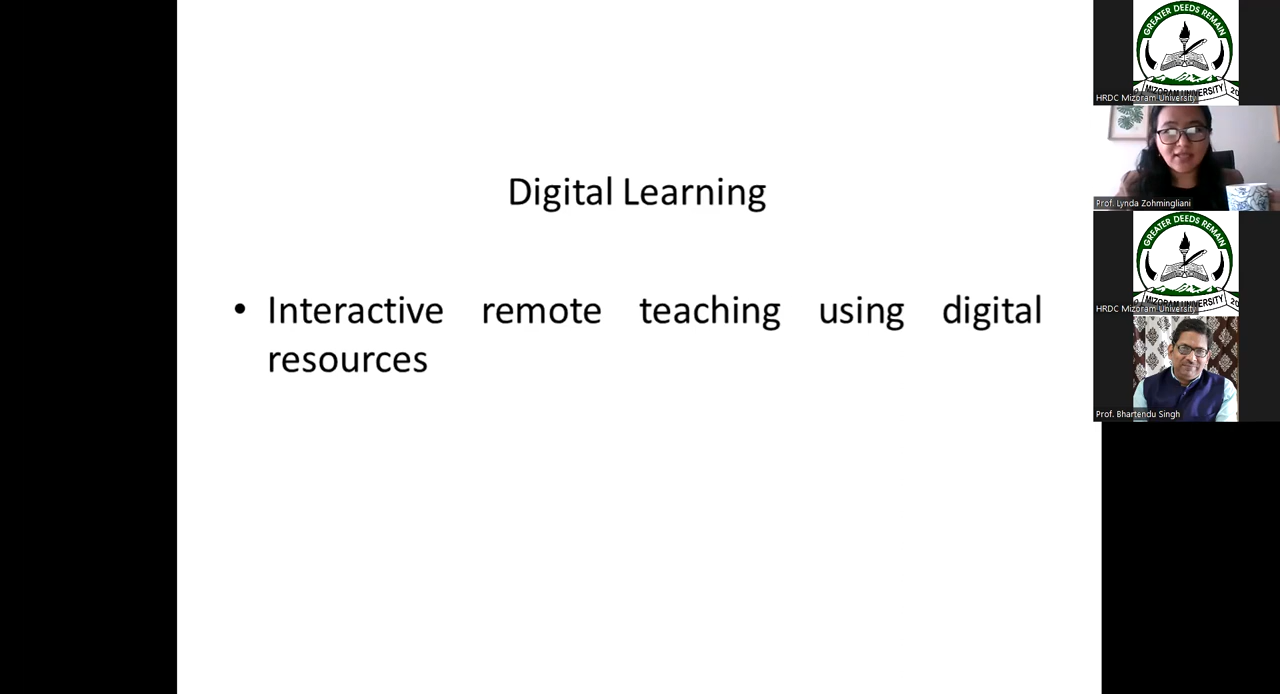 Digital Learning
• Interactive remote teaching using digital
resources
GREATER DEEDS REMAIN
MIZORAM UNIVERSITY
HRDC Mizoram University
Prof. Lynda Zohmingliani
GREATER DEEDS REMAIN
MIZORAM UNIVERSITY
HRDC Mizoram University
Prof. Bhartendu Singh